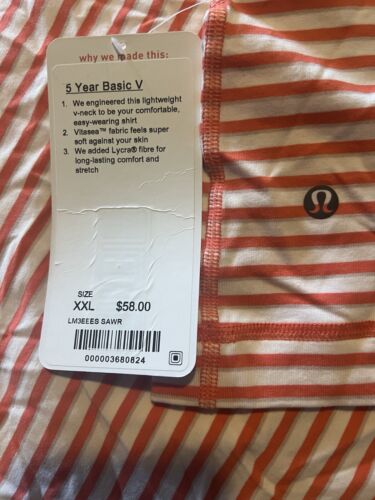 why we made this:
5 Year Basic V
1. We engineered this lightweight
v-neck to be your comfortable,
easy-wearing shirt
2. Vitasea™ fabric feels super
soft against your skin
3. We added Lycra® fibre for
long-lasting comfort and
stretch
SIZE
XXL $58.00
LM3EEES SAWR
000003680824